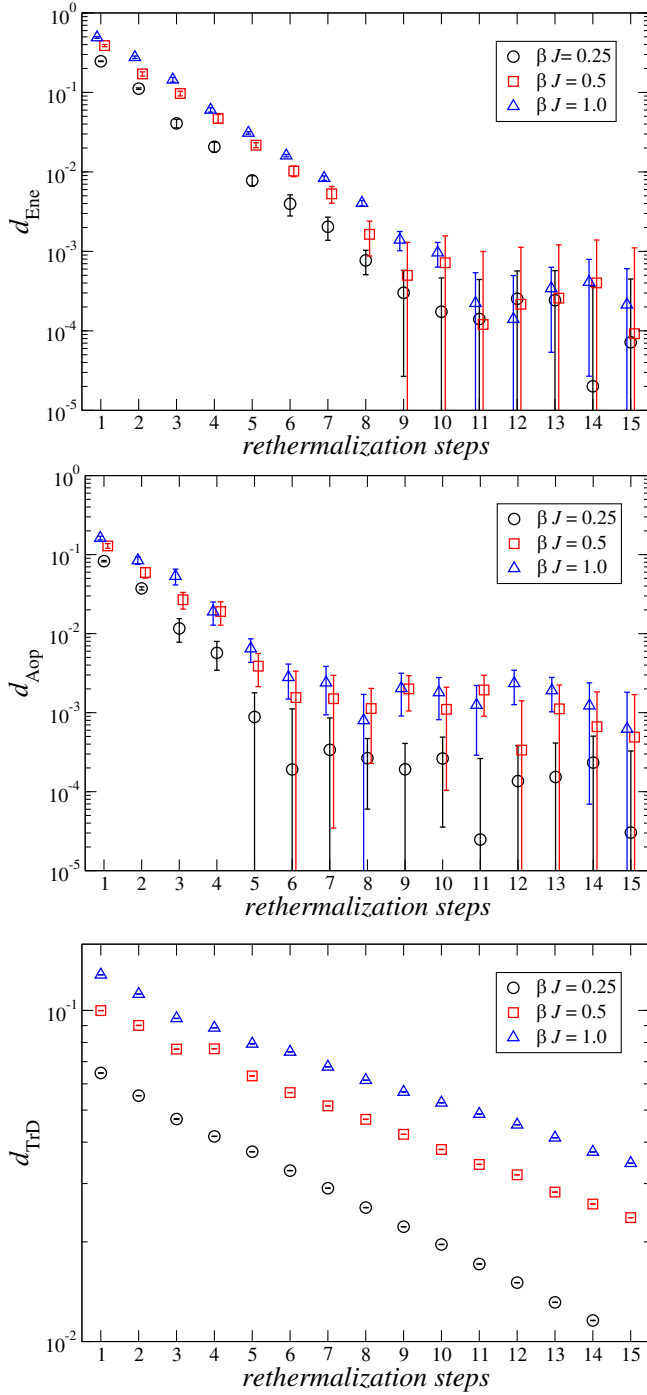 10^0
β J= 0.25
β J = 0.5
β J = 1.0
10^-1
10^-2
d_Ene
10^-3
10^-4
10^-5
1 2 3 4 5 6 7 8 9 10 11 12 13 14 15
rethermalization steps
10^0
β J = 0.25
β J = 0.5
β J = 1.0
10^-1
10^-2
d_Aop
10^-3
10^-4
10^-5
1 2 3 4 5 6 7 8 9 10 11 12 13 14 15
rethermalization steps
β J = 0.25
β J = 0.5
β J = 1.0
10^-1
d_TrD
10^-2
1 2 3 4 5 6 7 8 9 10 11 12 13 14 15
rethermalization steps